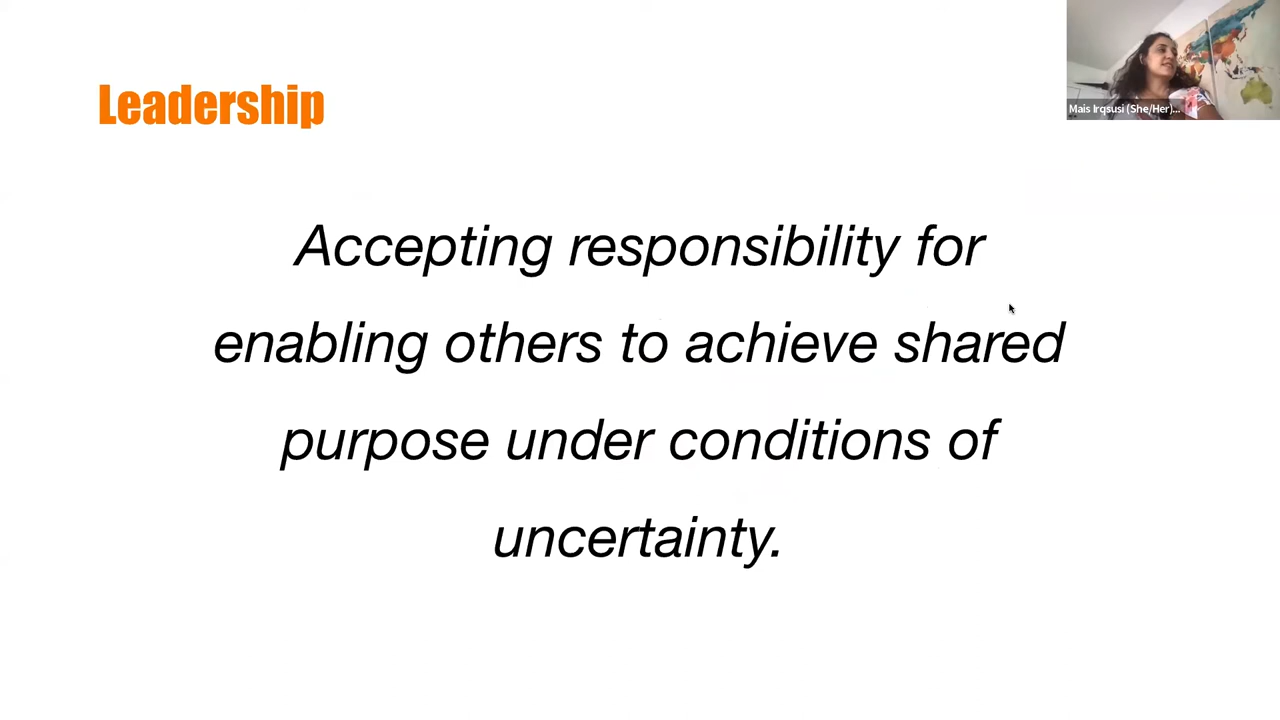 Leadership
Mais Irqsusi (She/Her)...
Accepting responsibility for
enabling others to achieve shared
purpose under conditions of
uncertainty.